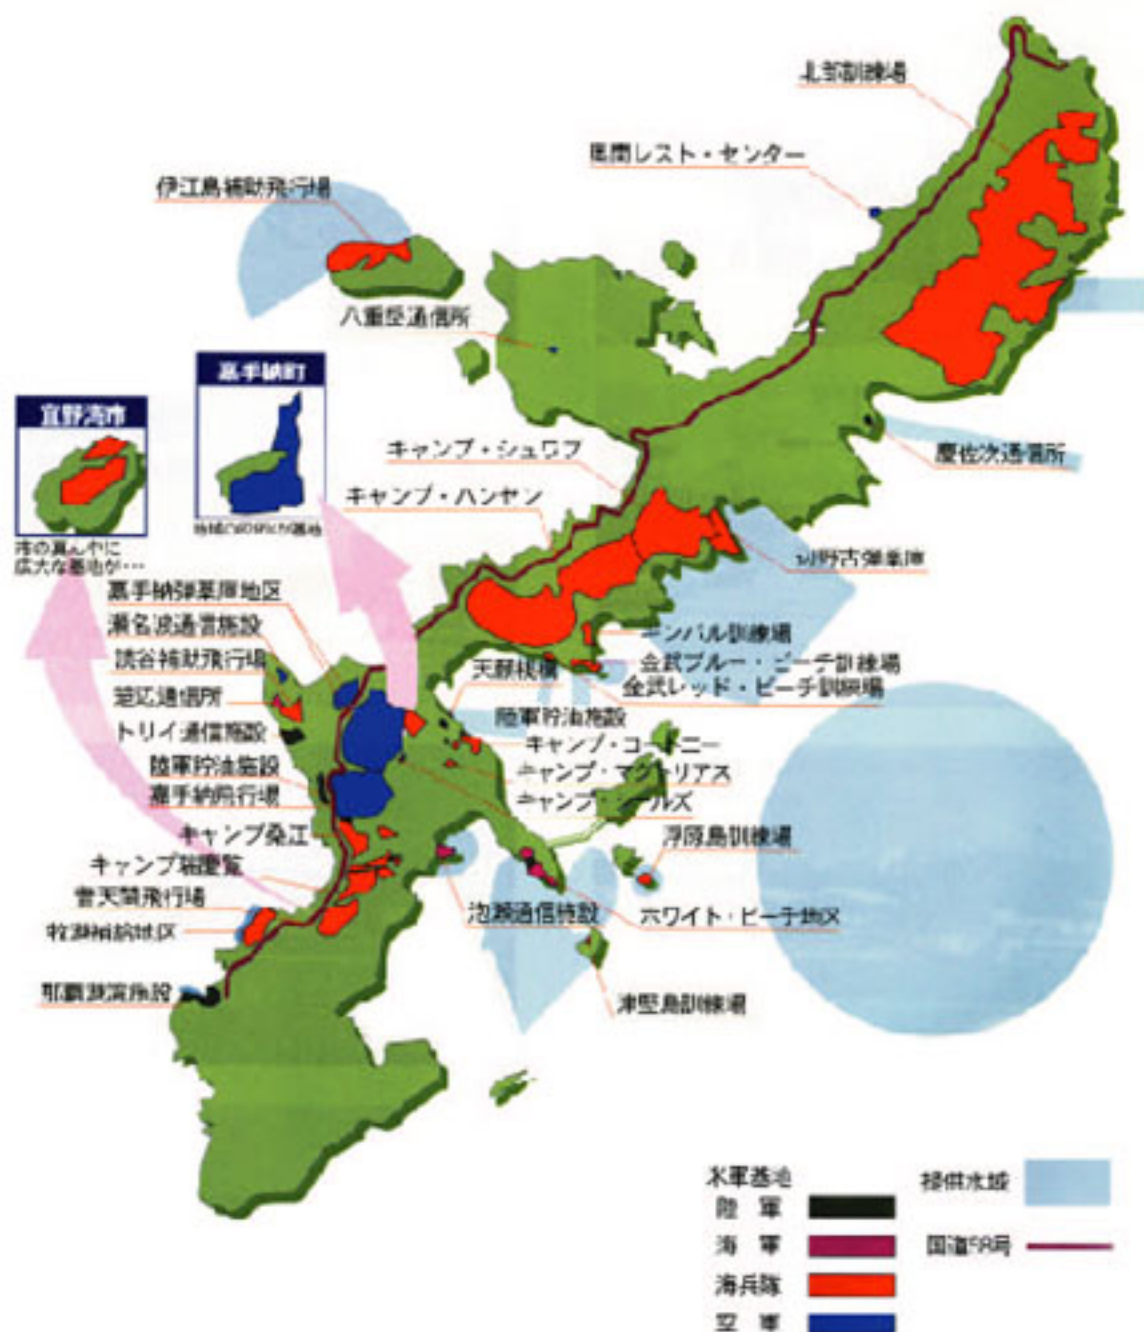 北部訓練場
奥間レスト・センター
伊江島補助飛行場
八重岳通信所
嘉手納町
宜野湾市
市の真ん中に
広大な基地が…
キャンプ・シュワブ
キャンプ・ハンセン
慶佐次通信所
辺野古弾薬庫
嘉手納弾薬庫地区
瀬名波通信施設
読谷補助飛行場
楚辺通信所
トリイ通信施設
陸軍貯油施設
嘉手納飛行場
キャンプ桑江
キャンプ瑞慶覧
普天間飛行場
牧港補給地区
那覇港湾施設
ギンバル訓練場
金武ブルー・ビーチ訓練場
金武レッド・ビーチ訓練場
天願桟橋
陸軍貯油施設
キャンプ・コートニー
キャンプ・マクトリアス
キャンプ・シールズ
浮原島訓練場
泡瀬通信施設
ホワイト・ビーチ地区
津堅島訓練場
米軍基地
陸軍
海軍
海兵隊
空軍
提供水域
国道58号